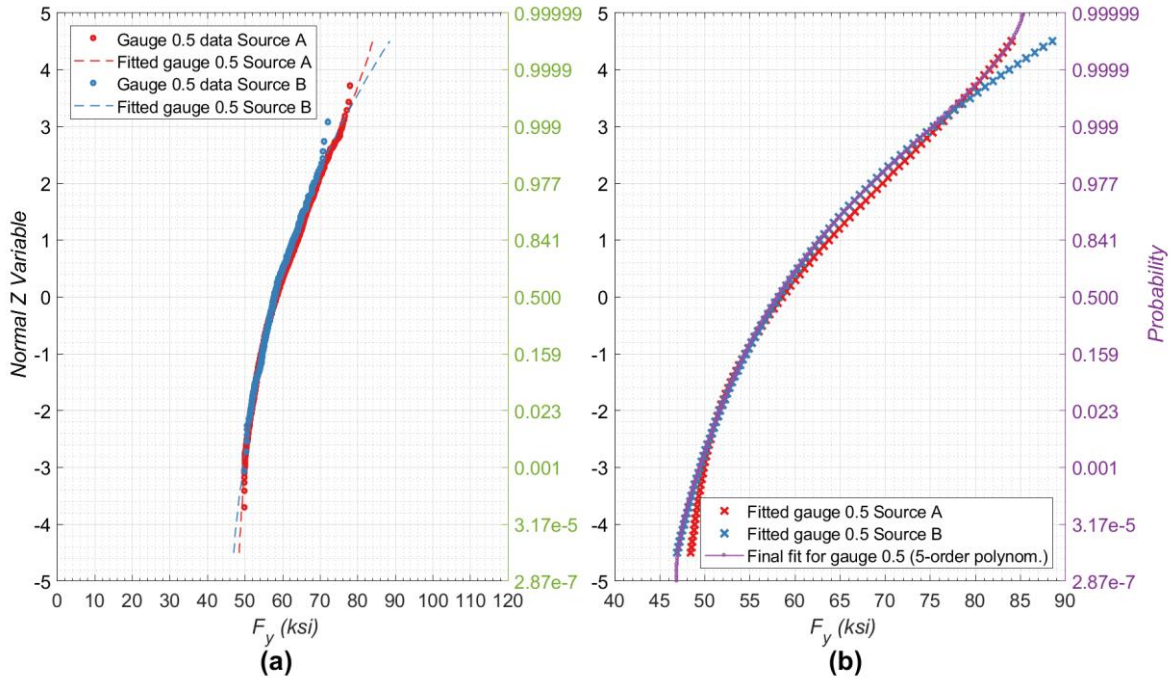 Gauge 0.5 data Source A
Fitted gauge 0.5 Source A
Gauge 0.5 data Source B
Fitted gauge 0.5 Source B
Normal Z Variable
5
4
3
2
1
0
-1
-2
-3
-4
-5
0.99999
0.9999
0.999
0.977
0.841
0.500
0.159
0.023
0.001
3.17e-5
2.87e-7
0 10 20 30 40 50 60 70 80 90 100 110 120
F_y (ksi)
(a)
5
4
3
2
1
0
-1
-2
-3
-4
-5
Fitted gauge 0.5 Source A
Fitted gauge 0.5 Source B
Final fit for gauge 0.5 (5-order polynom.)
0.99999
0.9999
0.999
0.977
0.841
0.500
0.159
0.023
0.001
3.17e-5
2.87e-7
Probability
40 45 50 55 60 65 70 75 80 85 90
F_y (ksi)
(b)